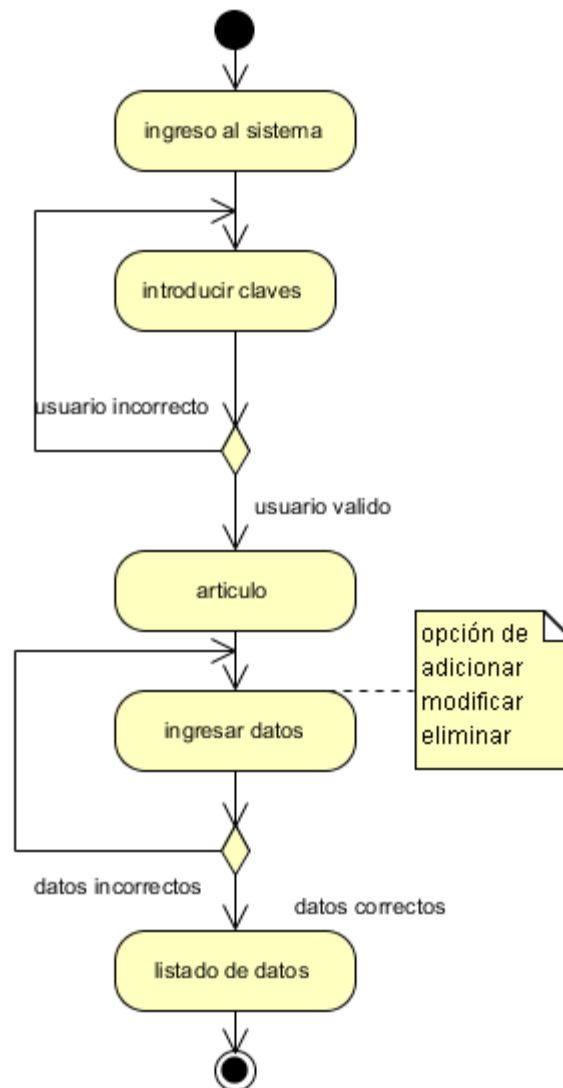 ingreso al sistema
introducir claves
usuario incorrecto
usuario valido
articulo
opción de
adicionar
modificar
eliminar
ingresar datos
datos incorrectos
datos correctos
listado de datos